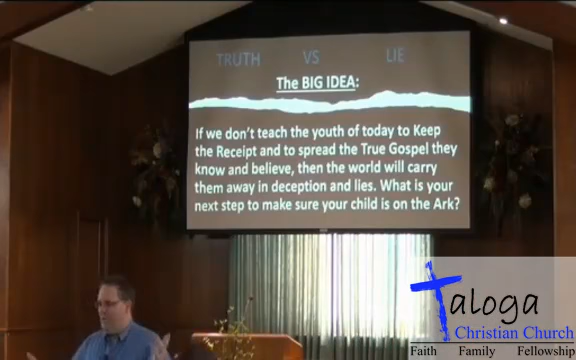 TRUTH VS LIE
The BIG IDEA:
If we don't teach the youth of today to Keep
the Receipt and to spread the True Gospel they
know and believe, then the world will carry
them away in deception and lies. What is your
next step to make sure your child is on the Ark?
Taloga
Christian Church
Faith Family Fellowship